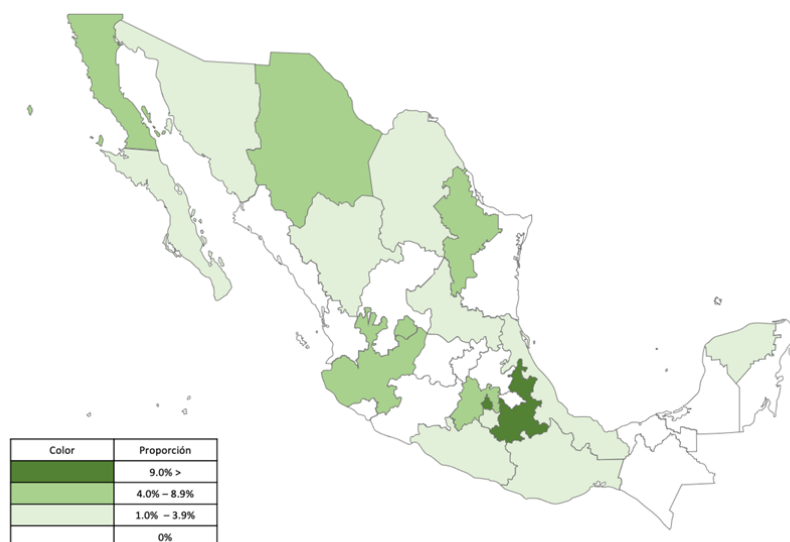 Color Proporción
9.0% >
4.0% – 8.9%
1.0% – 3.9%
0%